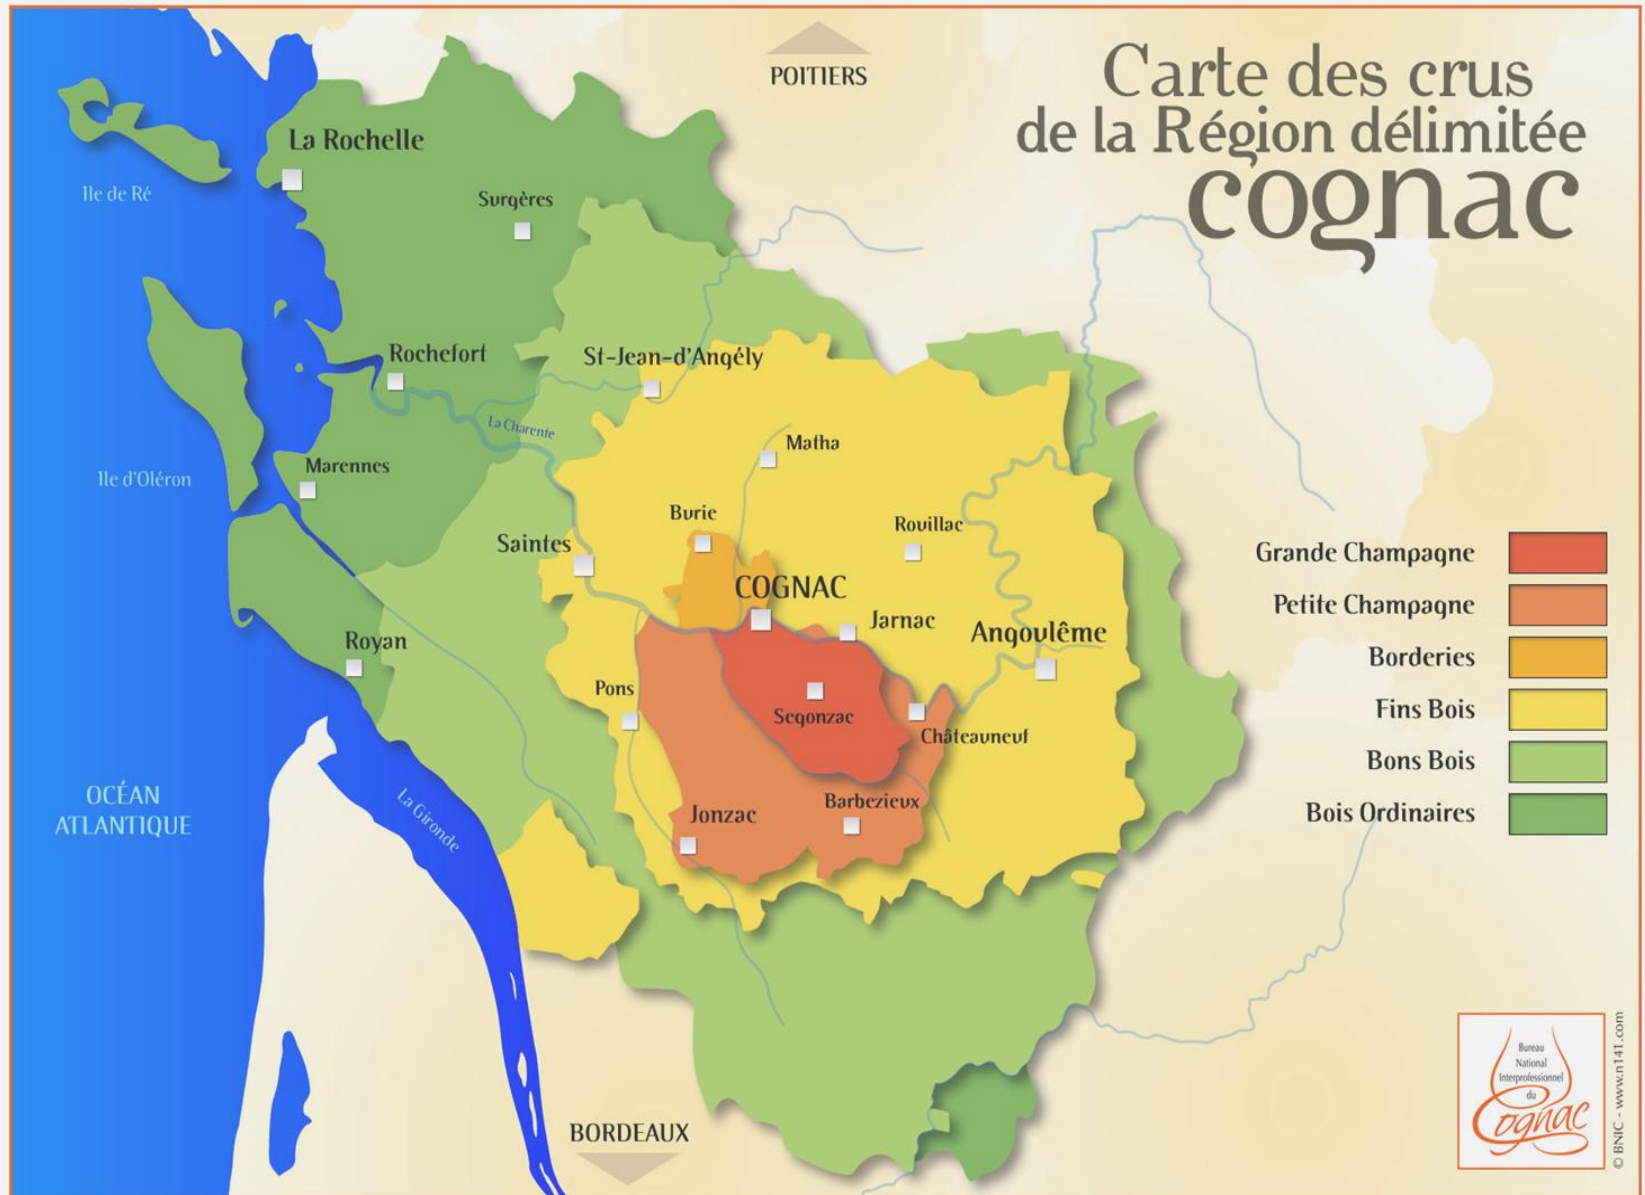 Carte des crus
de la Région délimitée
cognac
POITIERS
La Rochelle
Ile de Ré
Surgères
Rochefort
St-Jean-d'Angély
La Charente
Matha
Marennes
Ile d'Oléron
Burie
Rouillac
Saintes
COGNAC
Jarnac
Angoulême
Royan
Pons
Segonzac
Châteauneuf
OCÉAN
ATLANTIQUE
La Gironde
Jonzac
Barbezieux
BORDEAUX
Grande Champagne
Petite Champagne
Borderies
Fins Bois
Bons Bois
Bois Ordinaires
Bureau
National
Interprofessionnel
du
Cognac
© BNIC - www.n141.com